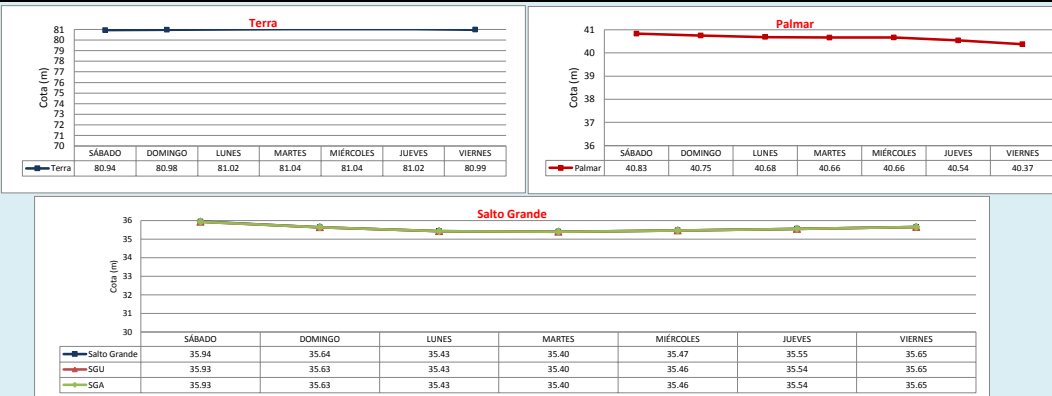 Terra
Cota (m)
81
80
79
78
77
76
75
74
73
72
71
70
SÁBADO DOMINGO LUNES MARTES MIÉRCOLES JUEVES VIERNES
Terra 80.94 80.98 81.02 81.04 81.04 81.02 80.99
Palmar
Cota (m)
41
40
39
38
37
36
SÁBADO DOMINGO LUNES MARTES MIÉRCOLES JUEVES VIERNES
Palmar 40.83 40.75 40.68 40.66 40.66 40.54 40.37
Salto Grande
Cota (m)
36
35
34
33
32
31
30
SÁBADO DOMINGO LUNES MARTES MIÉRCOLES JUEVES VIERNES
Salto Grande 35.94 35.64 35.43 35.40 35.47 35.55 35.65
SGU 35.93 35.63 35.43 35.40 35.46 35.54 35.65
SGA 35.93 35.63 35.43 35.40 35.46 35.54 35.65